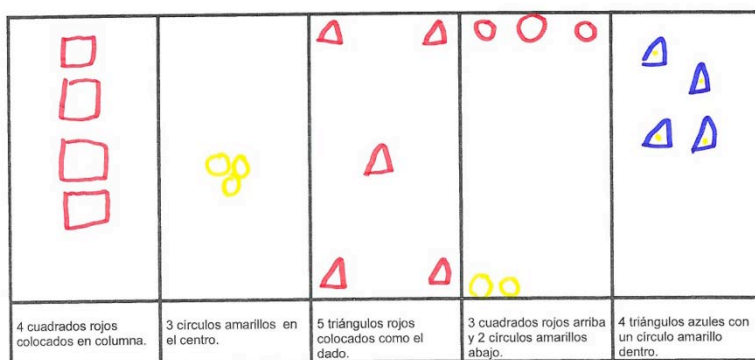 4 cuadrados rojos
colocados en columna.
3 círculos amarillos en
el centro.
5 triángulos rojos
colocados como el
dado.
3 cuadrados rojos arriba
y 2 círculos amarillos
abajo.
4 triángulos azules con
un círculo amarillo
dentro.